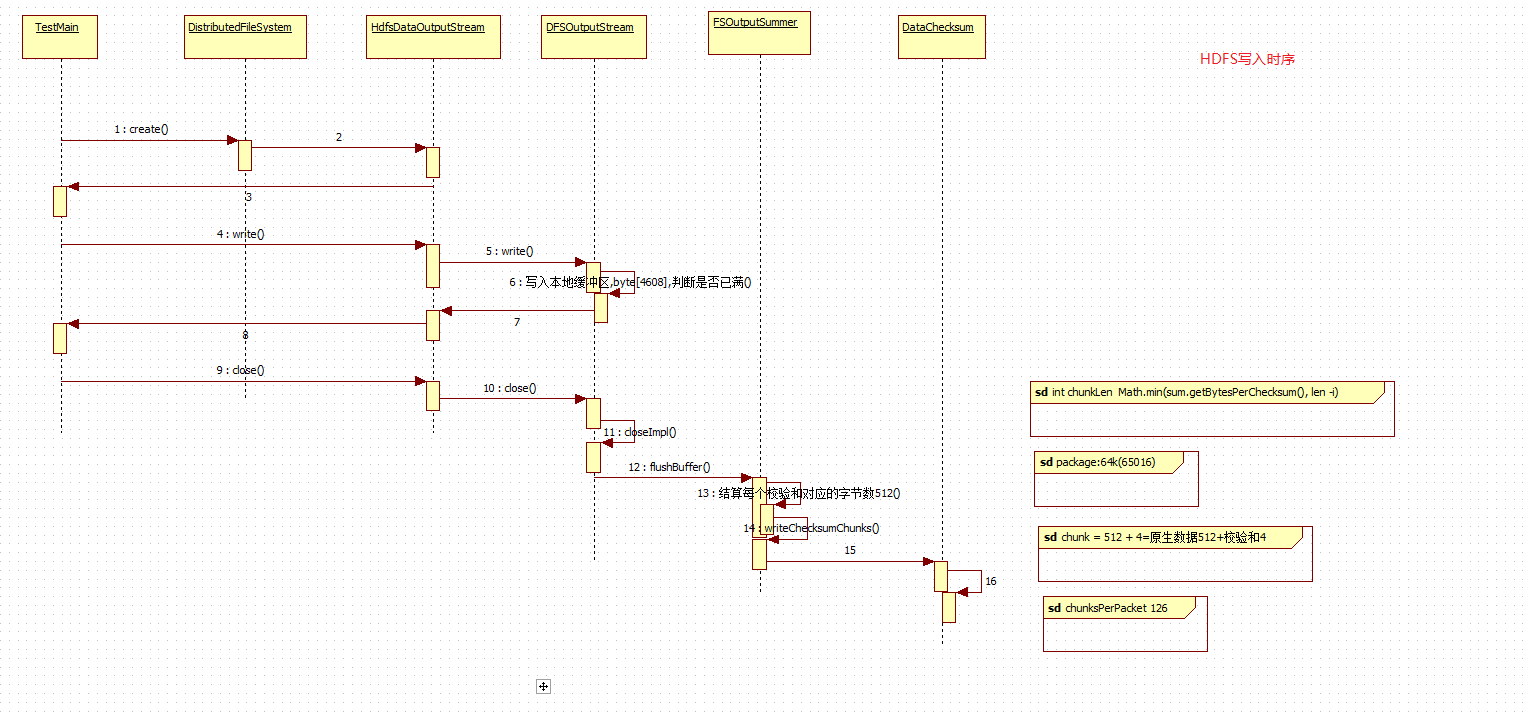 TestMain
DistributedFileSystem
HdfsDataOutputStream
DFSOutputStream
FSOutputSummer
DataChecksum
HDFS写入时序
1 : create()
2
3
4 : write()
5 : write()
6 : 写入本地缓冲区,byte[4608],判断是否已满()
7
8
9 : close()
10 : close()
11 : closeImpl()
12 : flushBuffer()
13 : 结算每个校验和对应的字节数512()
14 : writeChecksumChunks()
15
16
sd int chunkLen Math.min(sum.getBytesPerChecksum(), len -i)
sd package:64k(65016)
sd chunk = 512 + 4=原生数据512+校验和4
sd chunksPerPacket 126